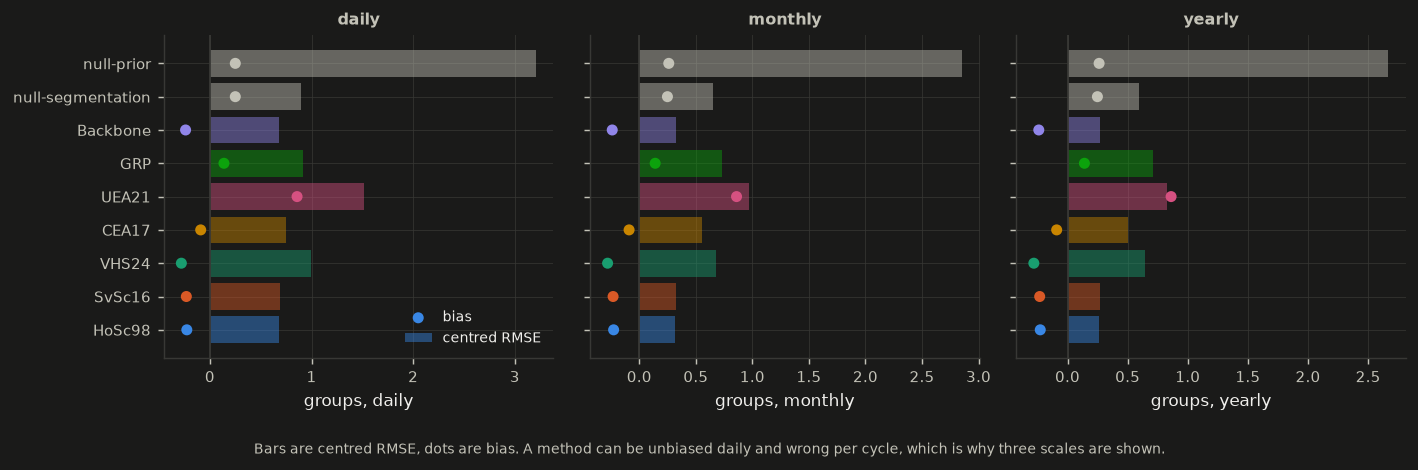 daily
monthly
yearly
null-prior
null-segmentation
Backbone
GRP
UEA21
CEA17
VHS24
SvSc16
HoSc98
bias
centred RMSE
0 1 2 3
0.0 0.5 1.0 1.5 2.0 2.5 3.0
0.0 0.5 1.0 1.5 2.0 2.5
groups, daily
groups, monthly
groups, yearly
Bars are centred RMSE, dots are bias. A method can be unbiased daily and wrong per cycle, which is why three scales are shown.